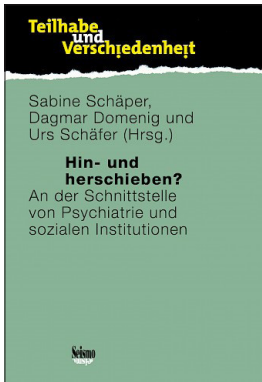 Teilhabe
und
Verschiedenheit
Sabine Schäper,
Dagmar Domenig und
Urs Schäfer (Hrsg.)
Hin- und
herschieben?
An der Schnittstelle
von Psychiatrie und
sozialen Institutionen
Seismo